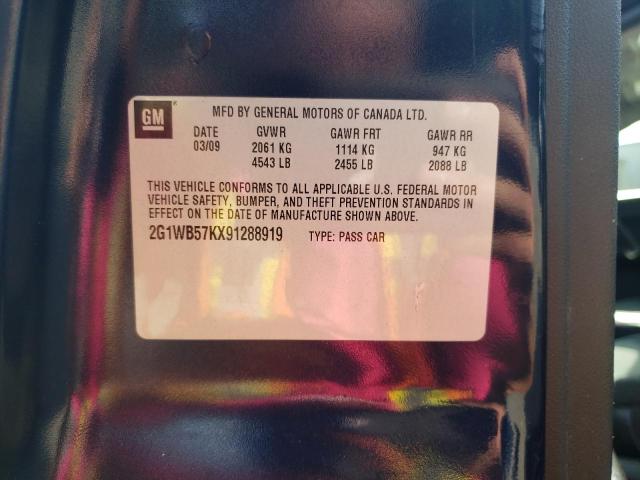 GM
MFD BY GENERAL MOTORS OF CANADA LTD.
DATE GVWR GAWR FRT GAWR RR
03/09 2061 KG 1114 KG 947 KG
4543 LB 2455 LB 2088 LB
THIS VEHICLE CONFORMS TO ALL APPLICABLE U.S. FEDERAL MOTOR
VEHICLE SAFETY, BUMPER, AND THEFT PREVENTION STANDARDS IN
EFFECT ON THE DATE OF MANUFACTURE SHOWN ABOVE.
2G1WB57KX91288919 TYPE: PASS CAR